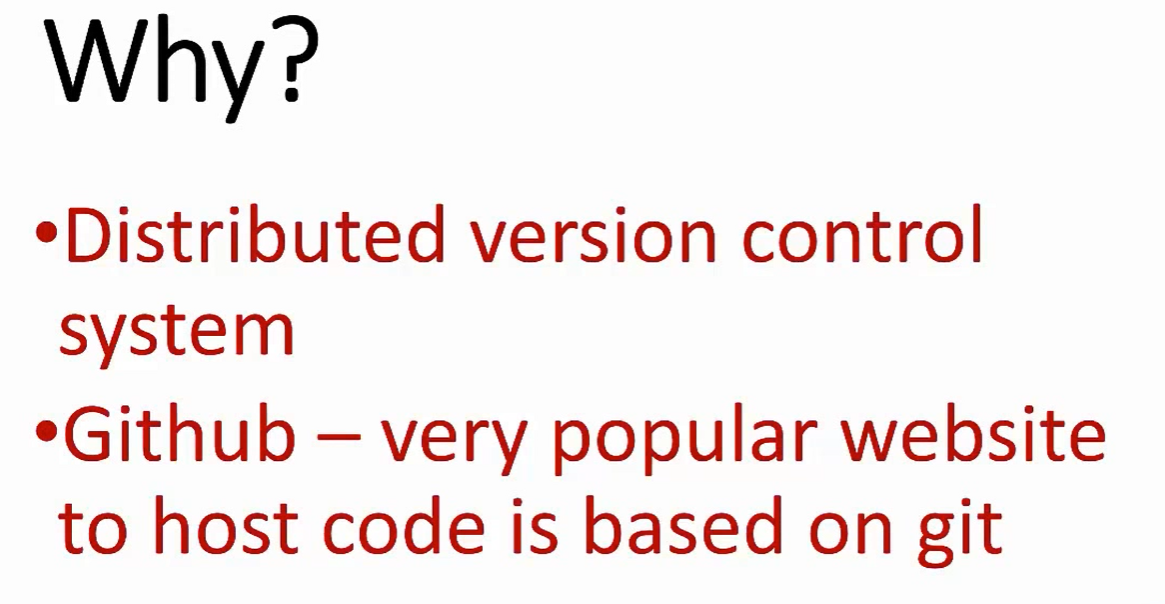 Why?
•Distributed version control
system
•Github – very popular website
to host code is based on git